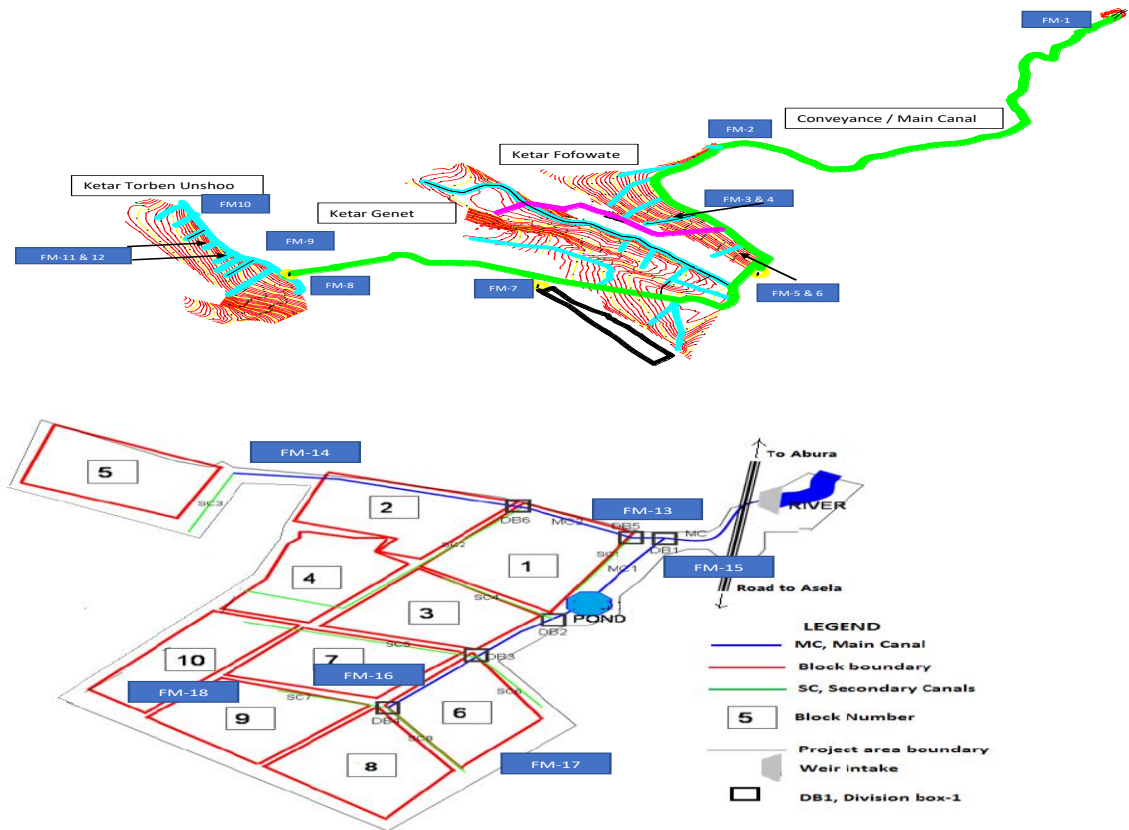 FM-1
Conveyance / Main Canal
FM-2
Ketar Fofowate
Ketar Torben Unshoo
FM-3 & 4
FM10
Ketar Genet
FM-9
FM-11 & 12
FM-8
FM-7
FM-5 & 6
FM-14
To Abura
5
SC3
2
FM-13
RIVER
DB6
MC2
DB5
MC
DB1
SC2
SC1
1
MC1
FM-15
4
Road to Asela
SC4
3
POND
DB2
LEGEND
MC, Main Canal
SC5
10
7
DB3
Block boundary
FM-16
FM-18
SC6
SC, Secondary Canals
SC7
9
DB4
6
5
Block Number
SC8
8
FM-17
Project area boundary
Weir intake
DB1, Division box-1